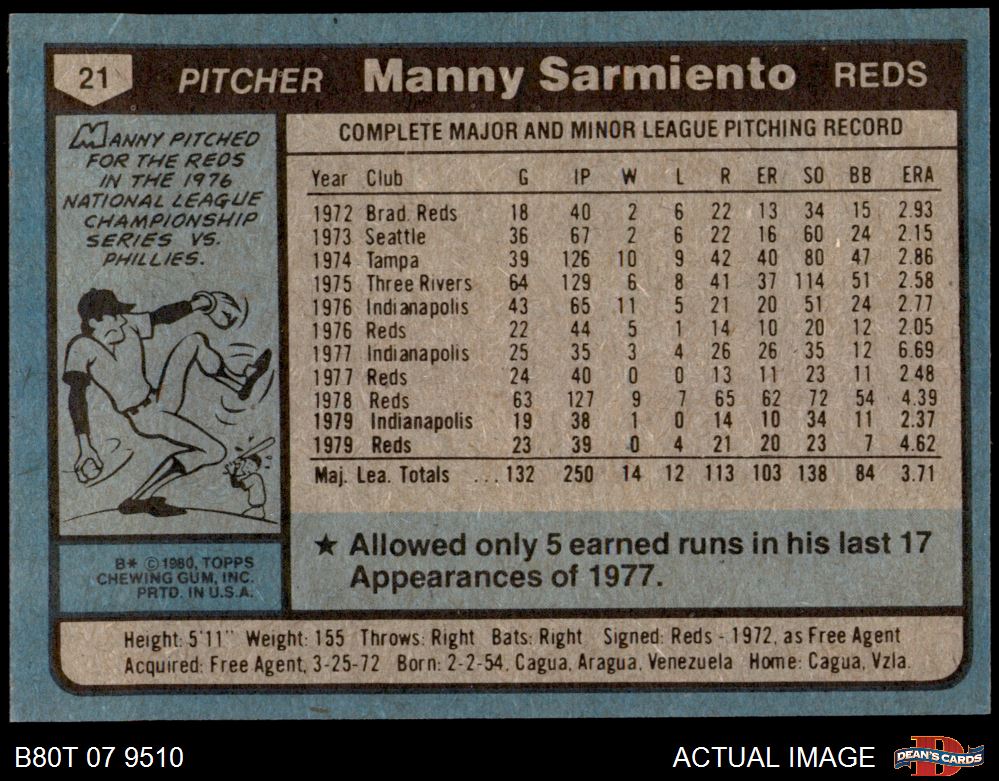 21 PITCHER Manny Sarmiento REDS
MANNY PITCHED
FOR THE REDS
IN THE 1976
NATIONAL LEAGUE
CHAMPIONSHIP
SERIES VS.
PHILLIES.
B* ©1980, TOPPS
CHEWING GUM, INC.
PRTD. IN U.S.A.
COMPLETE MAJOR AND MINOR LEAGUE PITCHING RECORD
Year Club G IP W L R ER SO BB ERA
1972 Brad. Reds 18 40 2 6 22 13 34 15 2.93
1973 Seattle 36 67 2 6 22 16 60 24 2.15
1974 Tampa 39 126 10 9 42 40 80 47 2.86
1975 Three Rivers 64 129 6 8 41 37 114 51 2.58
1976 Indianapolis 43 65 11 5 21 20 51 24 2.77
1976 Reds 22 44 5 1 14 10 20 12 2.05
1977 Indianapolis 25 35 3 4 26 26 35 12 6.69
1977 Reds 24 40 0 0 13 11 23 11 2.48
1978 Reds 63 127 9 7 65 62 72 54 4.39
1979 Indianapolis 19 38 1 0 14 10 34 11 2.37
1979 Reds 23 39 0 4 21 20 23 7 4.62
Maj. Lea. Totals ... 132 250 14 12 113 103 138 84 3.71
★ Allowed only 5 earned runs in his last 17
Appearances of 1977.
Height: 5'11" Weight: 155 Throws: Right Bats: Right Signed: Reds - 1972, as Free Agent
Acquired: Free Agent, 3-25-72 Born: 2-2-54, Cagua, Aragua, Venezuela Home: Cagua, Vzla.
B80T 07 9510 ACTUAL IMAGE DEAN'S CARDS